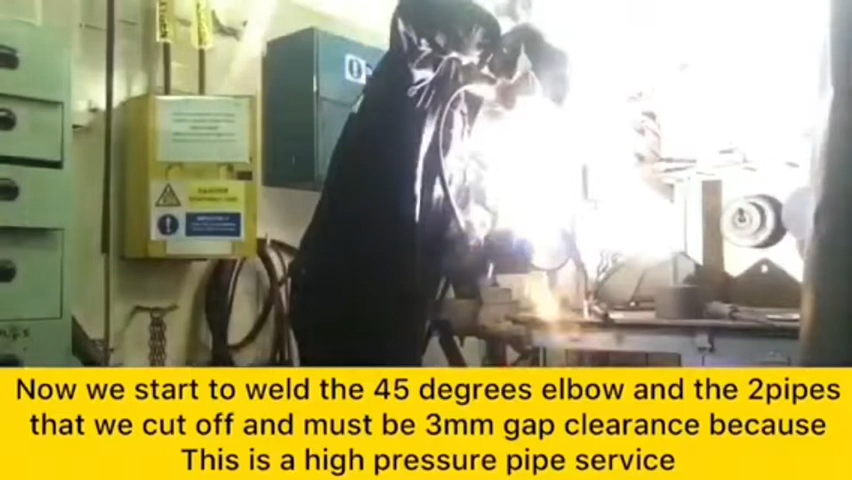 Now we start to weld the 45 degrees elbow and the 2pipes
that we cut off and must be 3mm gap clearance because
This is a high pressure pipe service